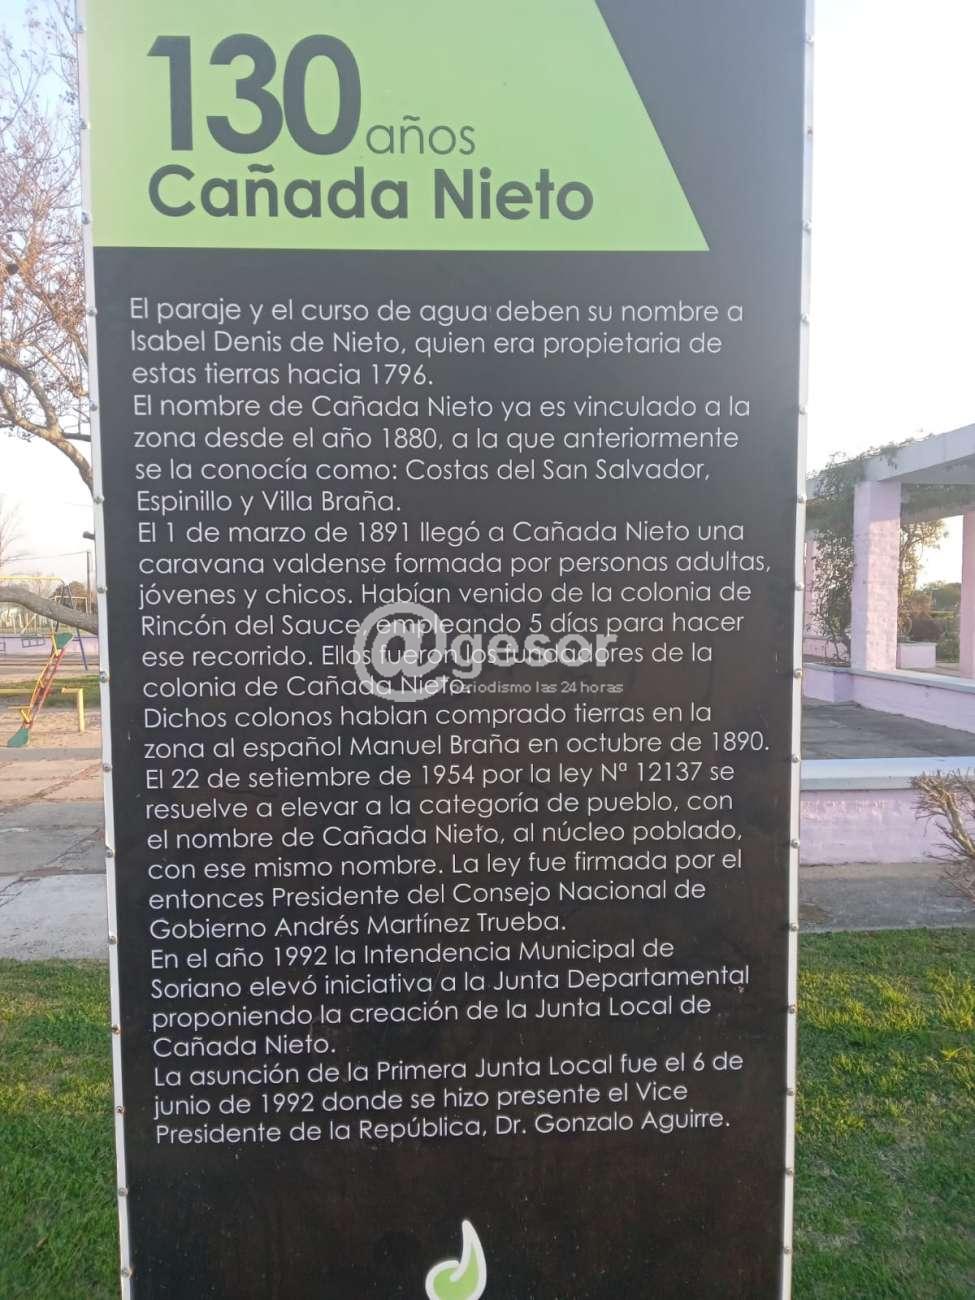 130 años
Cañada Nieto
El paraje y el curso de agua deben su nombre a
Isabel Denis de Nieto, quien era propietaria de
estas tierras hacia 1796.
El nombre de Cañada Nieto ya es vinculado a la
zona desde el año 1880, a la que anteriormente
se la conocía como: Costas del San Salvador,
Espinillo y Villa Braña.
El 1 de marzo de 1891 llegó a Cañada Nieto una
caravana valdense formada por personas adultas,
jóvenes y chicos. Habían venido de la colonia de
Rincón del Sauce, empleando 5 días para hacer
ese recorrido. Ellos fueron los fundadores de la
colonia de Cañada Nieto.
Dichos colonos habían comprado tierras en la
zona al español Manuel Braña en octubre de 1890.
El 22 de setiembre de 1954 por la ley Nª 12137 se
resuelve a elevar a la categoría de pueblo, con
el nombre de Cañada Nieto, al núcleo poblado,
con ese mismo nombre. La ley fue firmada por el
entonces Presidente del Consejo Nacional de
Gobierno Andrés Martínez Trueba.
En el año 1992 la Intendencia Municipal de
Soriano elevó iniciativa a la Junta Departamental
proponiendo la creación de la Junta Local de
Cañada Nieto.
La asunción de la Primera Junta Local fue el 6 de
junio de 1992 donde se hizo presente el Vice
Presidente de la República, Dr. Gonzalo Aguirre.
@gesor
periodismo las 24 horas